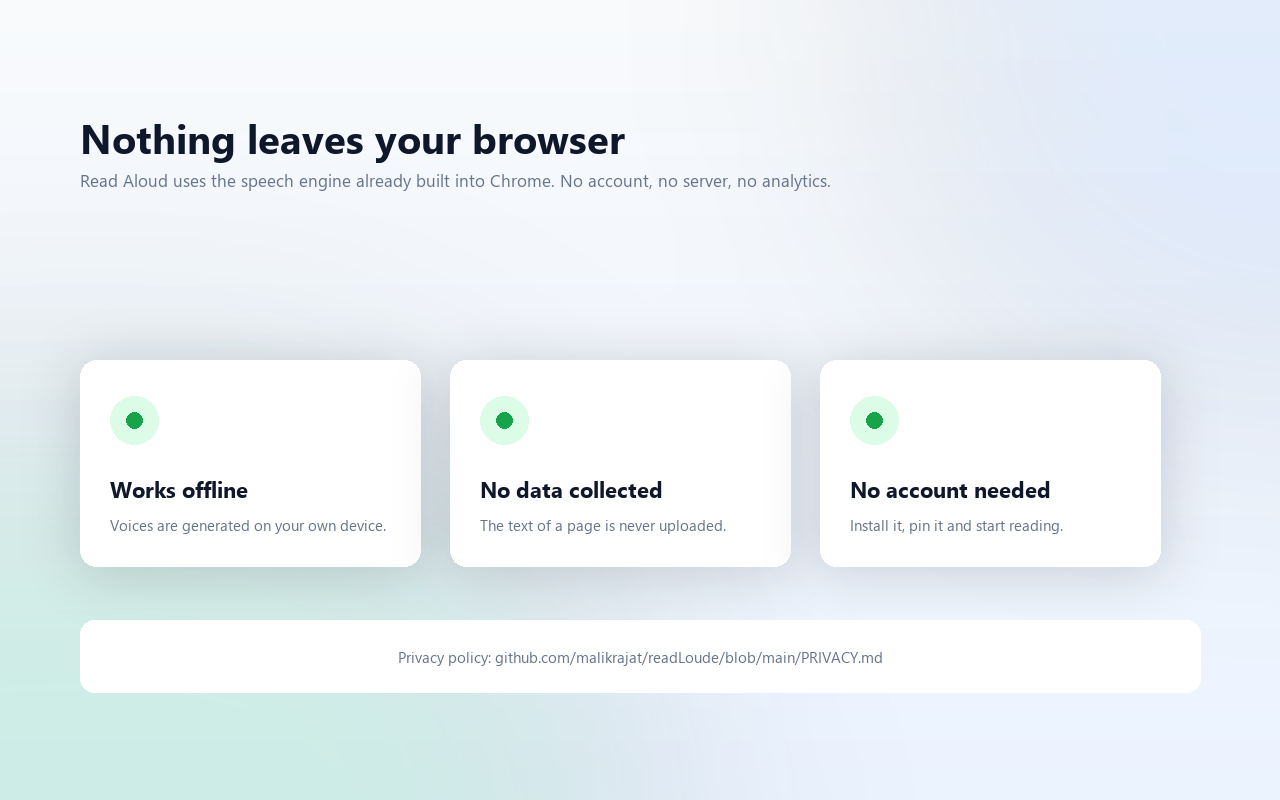 Nothing leaves your browser
Read Aloud uses the speech engine already built into Chrome. No account, no server, no analytics.
Works offline
Voices are generated on your own device.
No data collected
The text of a page is never uploaded.
No account needed
Install it, pin it and start reading.
Privacy policy: github.com/malikrajat/readLoude/blob/main/PRIVACY.md